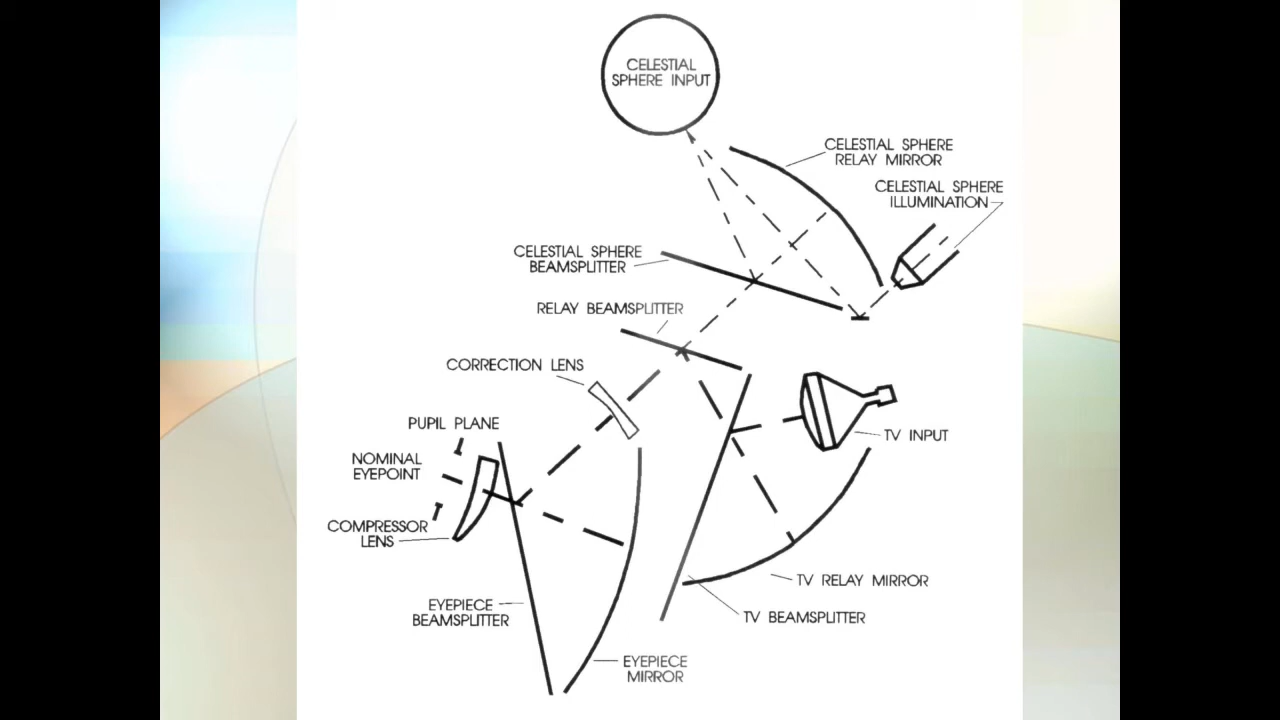 CELESTIAL
SPHERE INPUT
CELESTIAL SPHERE
RELAY MIRROR
CELESTIAL SPHERE
ILLUMINATION
CELESTIAL SPHERE
BEAMSPLITTER
RELAY BEAMSPLITTER
CORRECTION LENS
PUPIL PLANE
NOMINAL
EYEPOINT
TV INPUT
COMPRESSOR
LENS
TV RELAY MIRROR
EYEPIECE
BEAMSPLITTER
TV BEAMSPLITTER
EYEPIECE
MIRROR